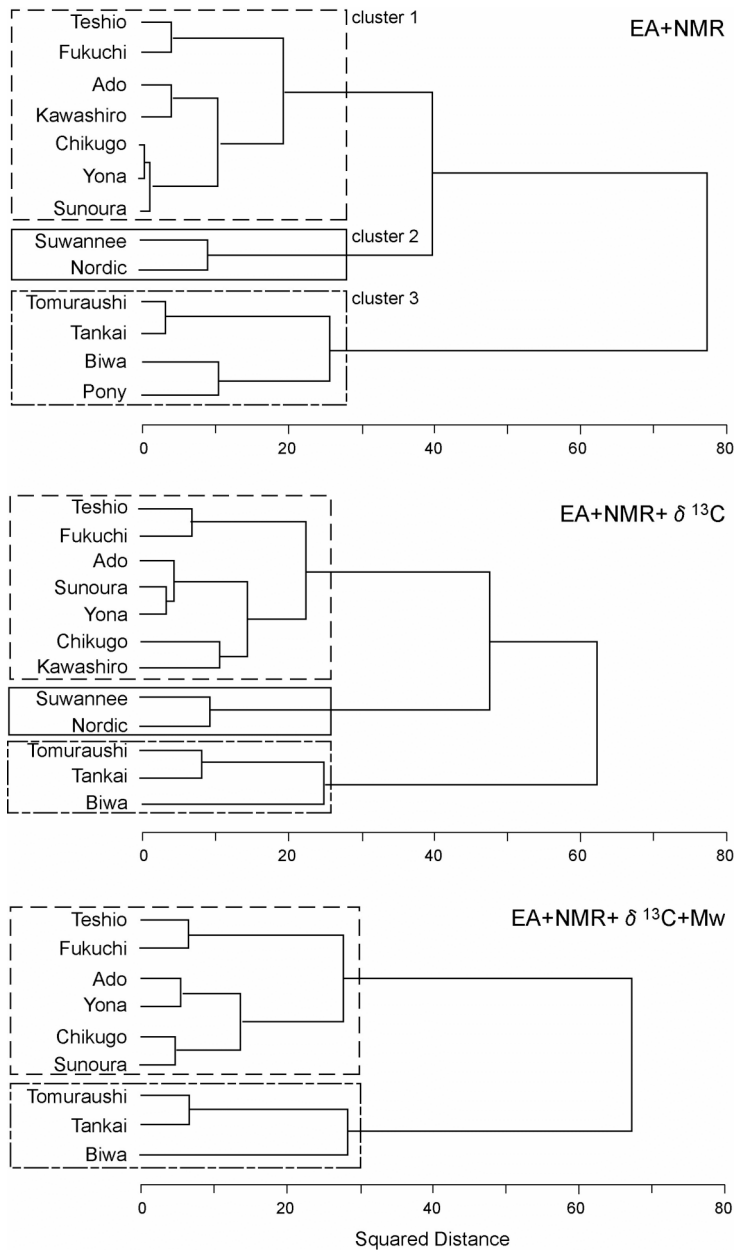 cluster 1
EA+NMR
Teshio
Fukuchi
Ado
Kawashiro
Chikugo
Yona
Sunoura
cluster 2
Suwannee
Nordic
cluster 3
Tomuraushi
Tankai
Biwa
Pony
0 20 40 60 80
EA+NMR+ δ ¹³C
Teshio
Fukuchi
Ado
Sunoura
Yona
Chikugo
Kawashiro
Suwannee
Nordic
Tomuraushi
Tankai
Biwa
0 20 40 60 80
EA+NMR+ δ ¹³C+Mw
Teshio
Fukuchi
Ado
Yona
Chikugo
Sunoura
Tomuraushi
Tankai
Biwa
0 20 40 60 80
Squared Distance